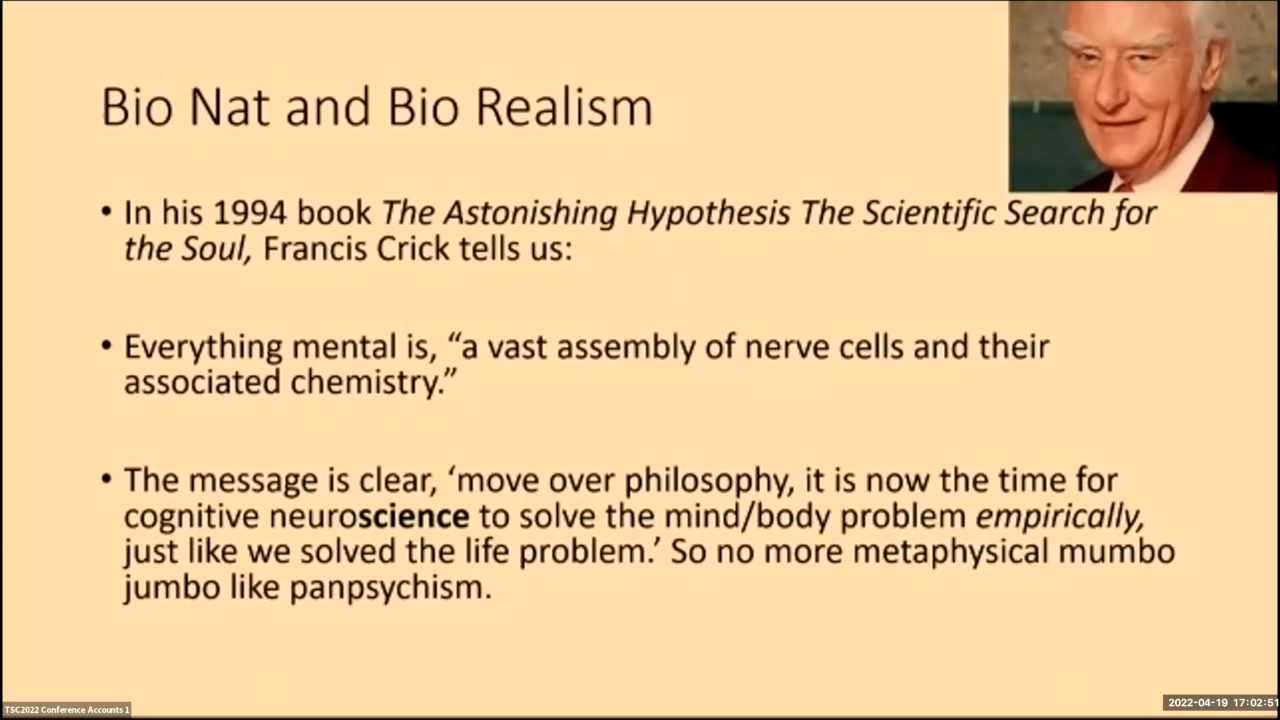 Bio Nat and Bio Realism
• In his 1994 book The Astonishing Hypothesis The Scientific Search for
the Soul, Francis Crick tells us:
• Everything mental is, “a vast assembly of nerve cells and their
associated chemistry.”
• The message is clear, ‘move over philosophy, it is now the time for
cognitive neuroscience to solve the mind/body problem empirically,
just like we solved the life problem.’ So no more metaphysical mumbo
jumbo like panpsychism.
TSC2022 Conference Accounts 1
2022-04-19 17:02:51